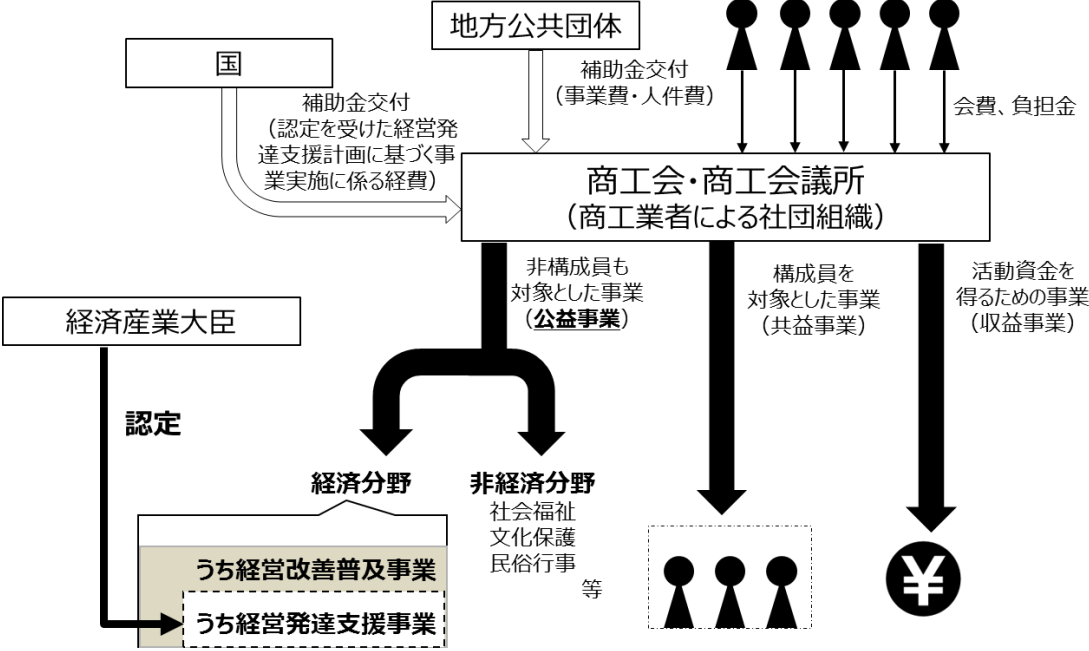 地方公共団体
国
補助金交付
（事業費・人件費）
会費、負担金
補助金交付
（認定を受けた経営発
達支援計画に基づく事
業実施に係る経費）
商工会・商工会議所
（商工業者による社団組織）
非構成員も
対象とした事業
（公益事業）
構成員を
対象とした事業
（共益事業）
活動資金を
得るための事業
（収益事業）
経済産業大臣
認定
経済分野
非経済分野
社会福祉
文化保護
民俗行事
等
うち経営改善普及事業
うち経営発達支援事業
¥